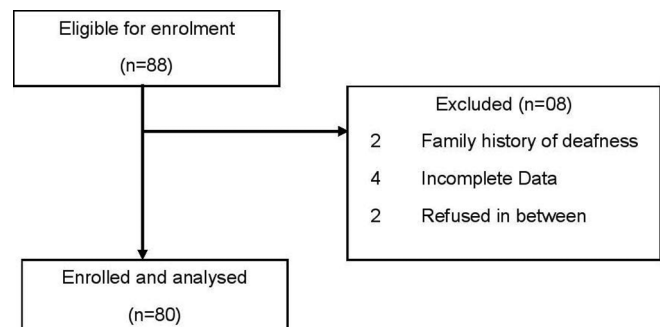 Eligible for enrolment
(n=88)
Excluded (n=08)
2 Family history of deafness
4 Incomplete Data
2 Refused in between
Enrolled and analysed
(n=80)